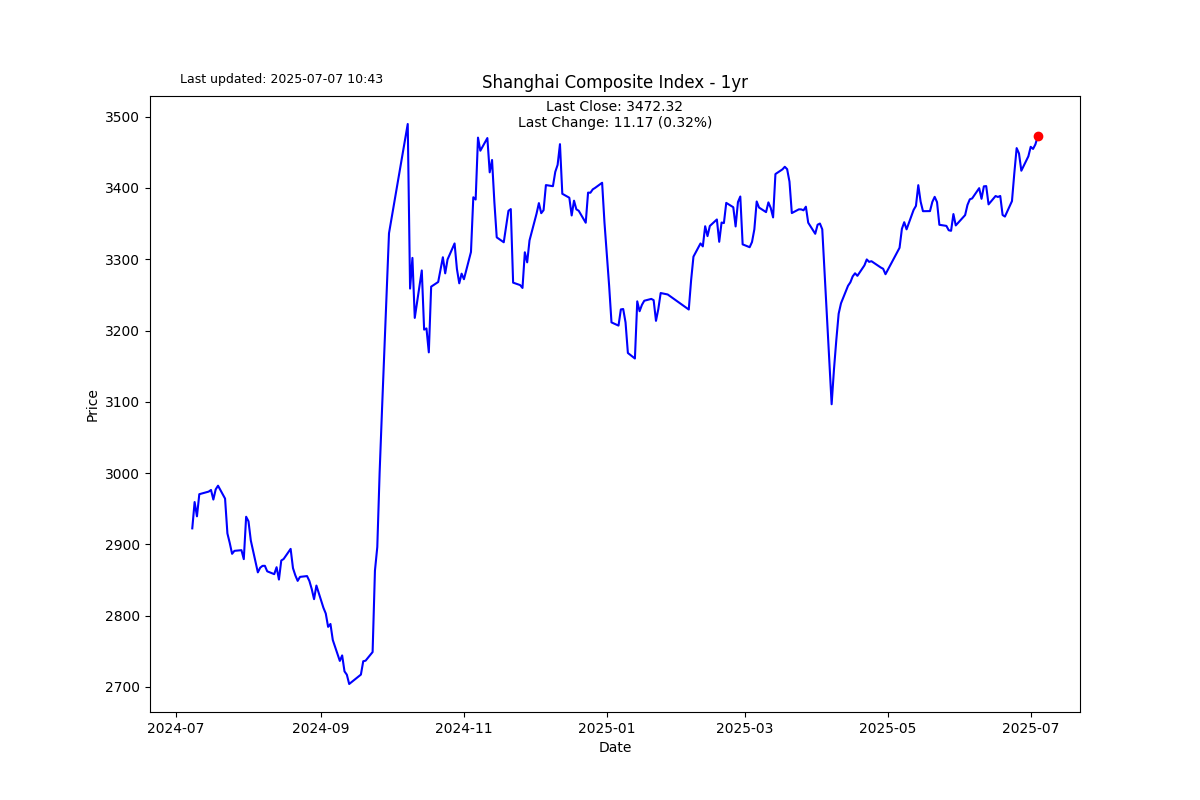 Last updated: 2025-07-07 10:43
Shanghai Composite Index - 1yr
Last Close: 3472.32
Last Change: 11.17 (0.32%)
3500
3400
3300
3200
3100
3000
2900
2800
2700
Price
2024-07
2024-09
2024-11
2025-01
2025-03
2025-05
2025-07
Date